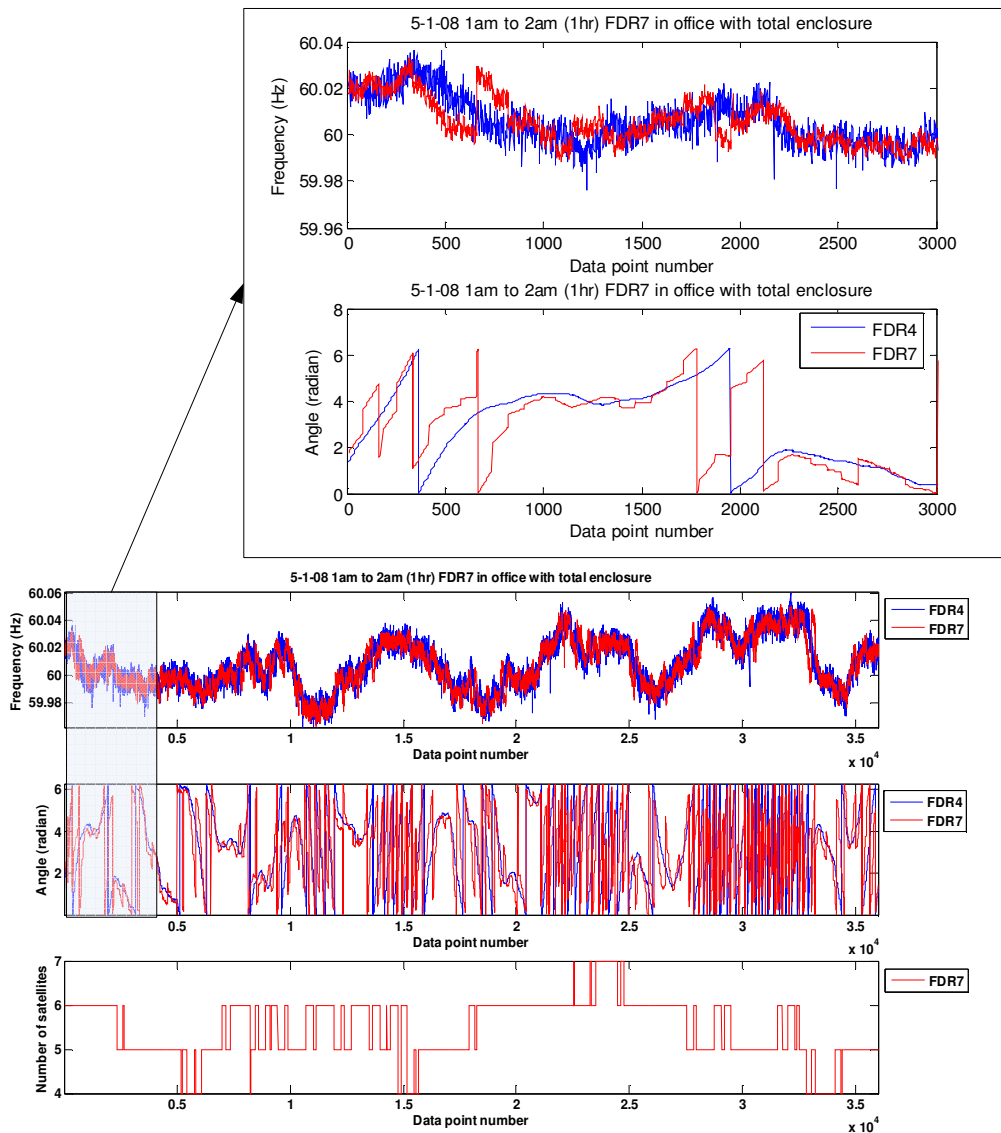 5-1-08 1am to 2am (1hr) FDR7 in office with total enclosure
60.04
60.02
60
59.98
59.96
Frequency (Hz)
0 500 1000 1500 2000 2500 3000
Data point number
5-1-08 1am to 2am (1hr) FDR7 in office with total enclosure
8
6
4
2
0
Angle (radian)
FDR4
FDR7
0 500 1000 1500 2000 2500 3000
Data point number
5-1-08 1am to 2am (1hr) FDR7 in office with total enclosure
60.06
60.04
60.02
60
59.98
Frequency (Hz)
FDR4
FDR7
0.5 1 1.5 2 2.5 3 3.5
Data point number
x 10^4
6
4
2
Angle (radian)
FDR4
FDR7
0.5 1 1.5 2 2.5 3 3.5
Data point number
x 10^4
7
6
5
4
Number of satellites
FDR7
0.5 1 1.5 2 2.5 3 3.5
Data point number
x 10^4